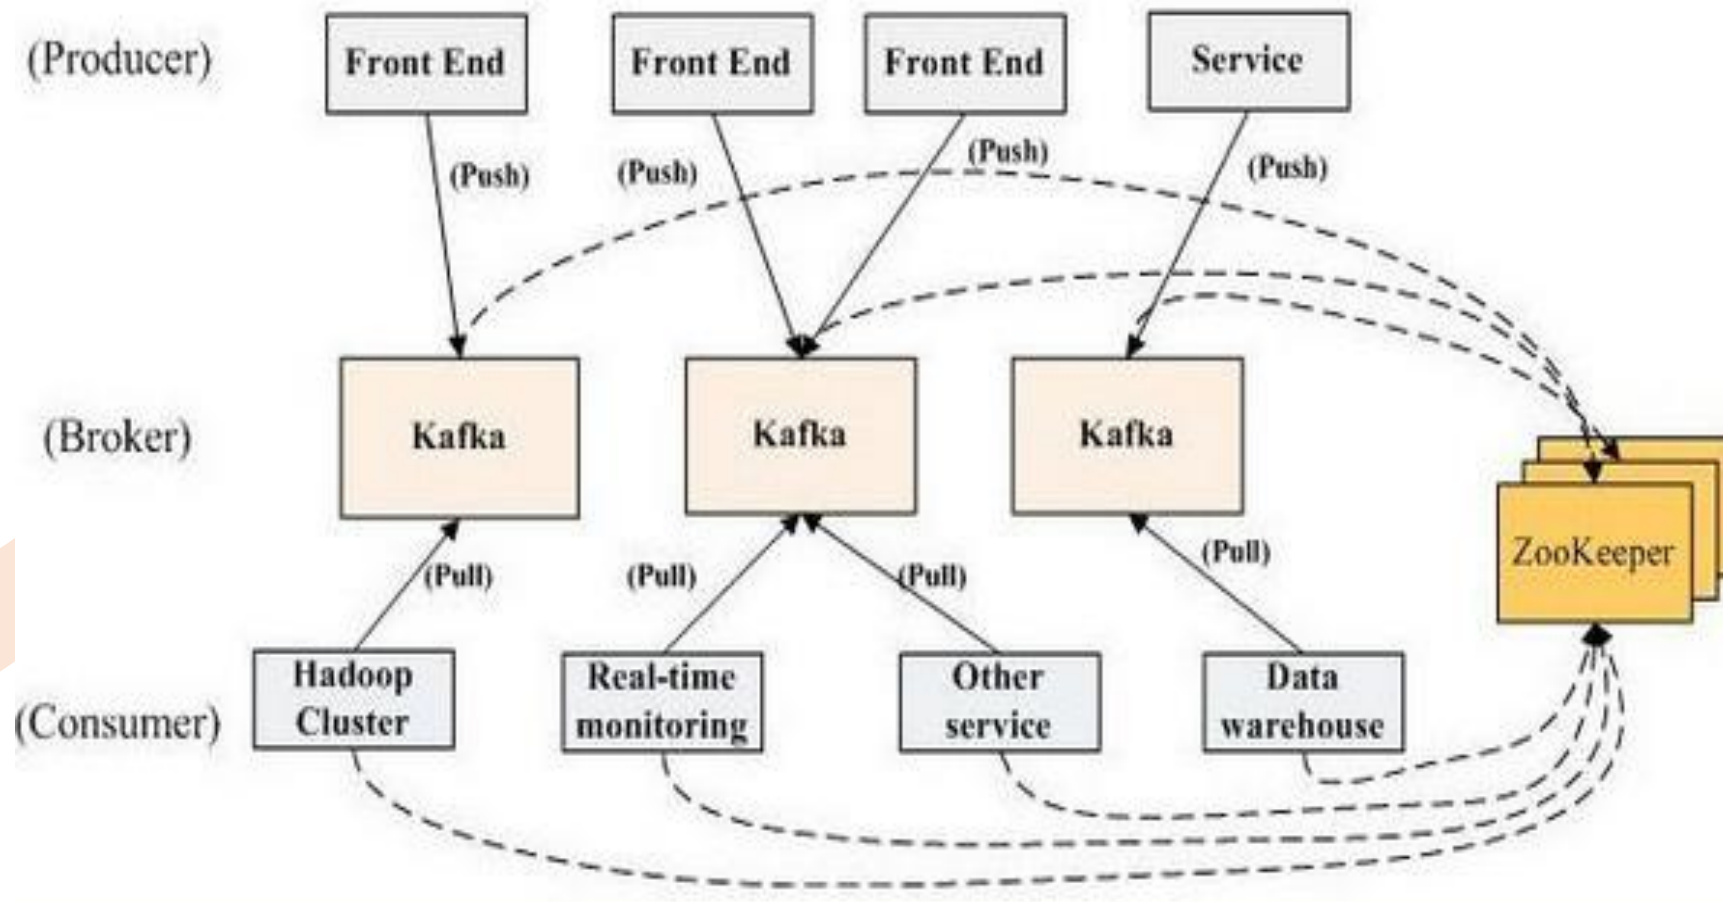 (Producer)
Front End
Front End
Front End
Service
(Push)
(Push)
(Push)
(Push)
(Broker)
Kafka
Kafka
Kafka
ZooKeeper
(Pull)
(Pull)
(Pull)
(Pull)
(Consumer)
Hadoop
Cluster
Real-time
monitoring
Other
service
Data
warehouse